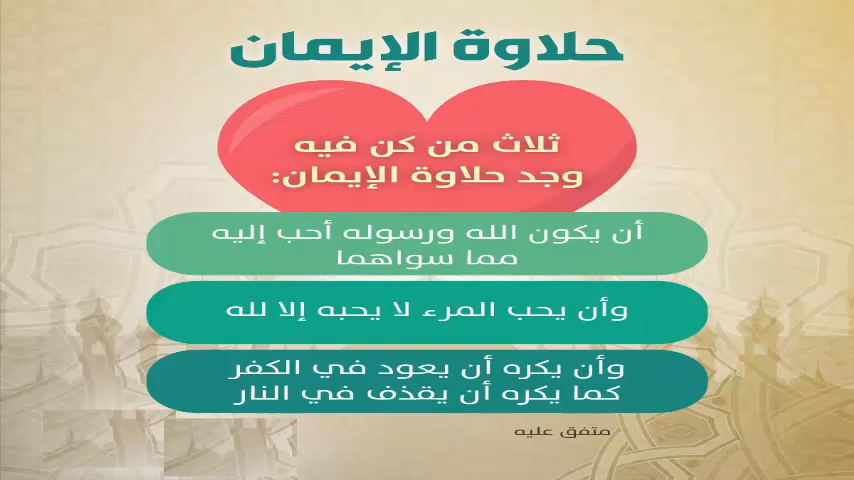 حلاوة الإيمان
ثلاث من كن فيه
وجد حلاوة الإيمان:
أن يكون الله ورسوله أحب إليه
مما سواهما
وأن يحب المرء لا يحبه إلا لله
وأن يكره أن يعود في الكفر
كما يكره أن يقذف في النار
متفق عليه